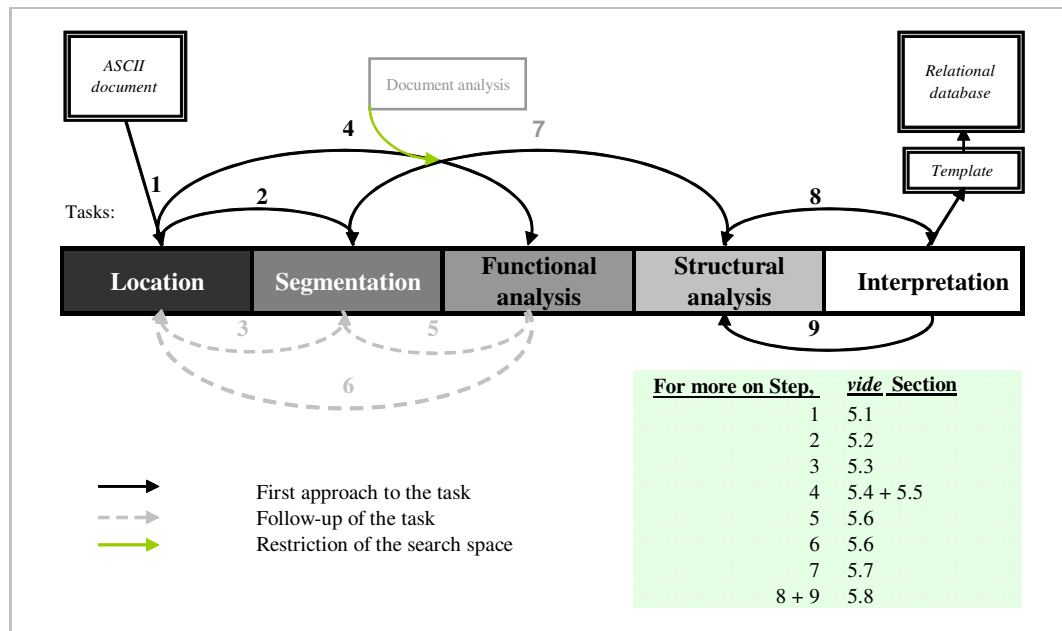 ASCII
document
Document analysis
Relational
database
Template
4
7
1
2
8
Tasks:
Location
Segmentation
Functional
analysis
Structural
analysis
Interpretation
3
5
9
6
For more on Step, vide Section
1 5.1
2 5.2
3 5.3
4 5.4 + 5.5
5 5.6
6 5.6
7 5.7
8 + 9 5.8
First approach to the task
Follow-up of the task
Restriction of the search space